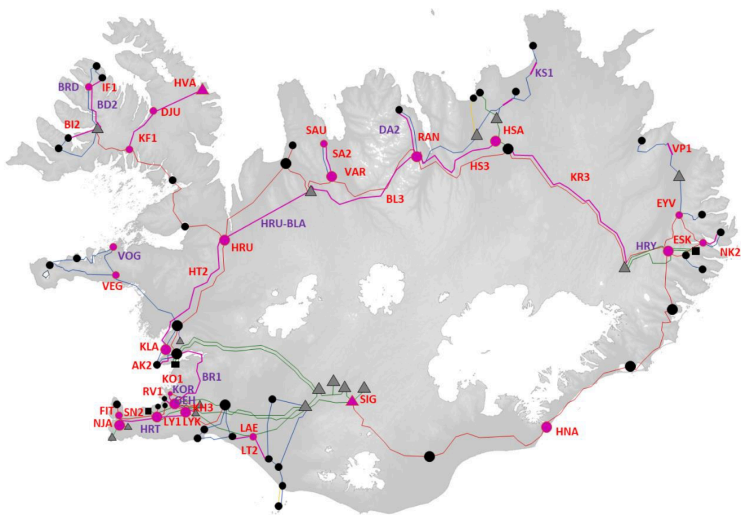 KS1
BRD
IF1
HVA
BD2
DJU
BI2
DA2
SAU
RAN
HSA
KF1
SA2
VP1
VAR
HS3
KR3
BL3
EYV
HRU-BLA
HRU
HRY
ESK
NK2
VOG
HT2
VEG
KLA
AK2
BR1
KO1
RV1
KOR
FIT
SN2
NJA
HRT
LY1
LYK
LAE
LT2
SIG
HNA